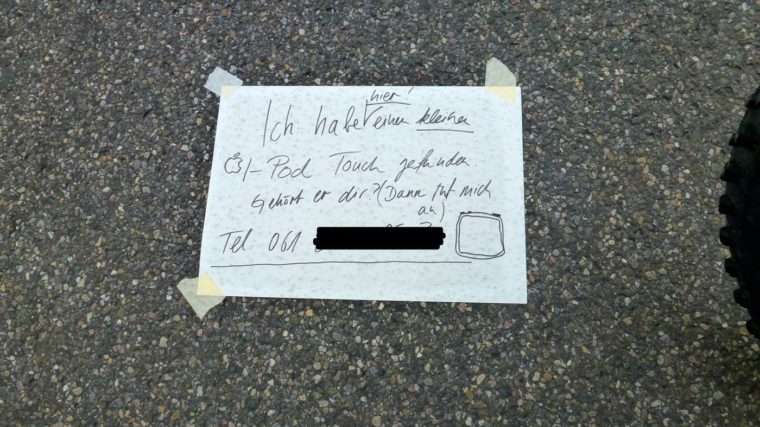 hier!
Ich habe einen kleinen
I-Pod Touch gefunden.
Gehört er dir? (Dann ruf mich
an)
Tel 061